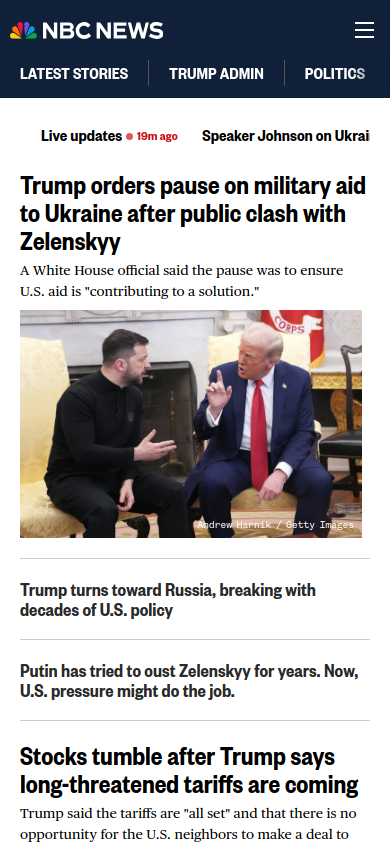 NBC NEWS
LATEST STORIES
TRUMP ADMIN
POLITICS
Live updates
19m ago
Speaker Johnson on Ukrai
Trump orders pause on military aid
to Ukraine after public clash with
Zelenskyy
A White House official said the pause was to ensure
U.S. aid is "contributing to a solution."
CORPS
Andrew Harnik / Getty Images
Trump turns toward Russia, breaking with
decades of U.S. policy
Putin has tried to oust Zelenskyy for years. Now,
U.S. pressure might do the job.
Stocks tumble after Trump says
long-threatened tariffs are coming
Trump said the tariffs are "all set" and that there is no
opportunity for the U.S. neighbors to make a deal to